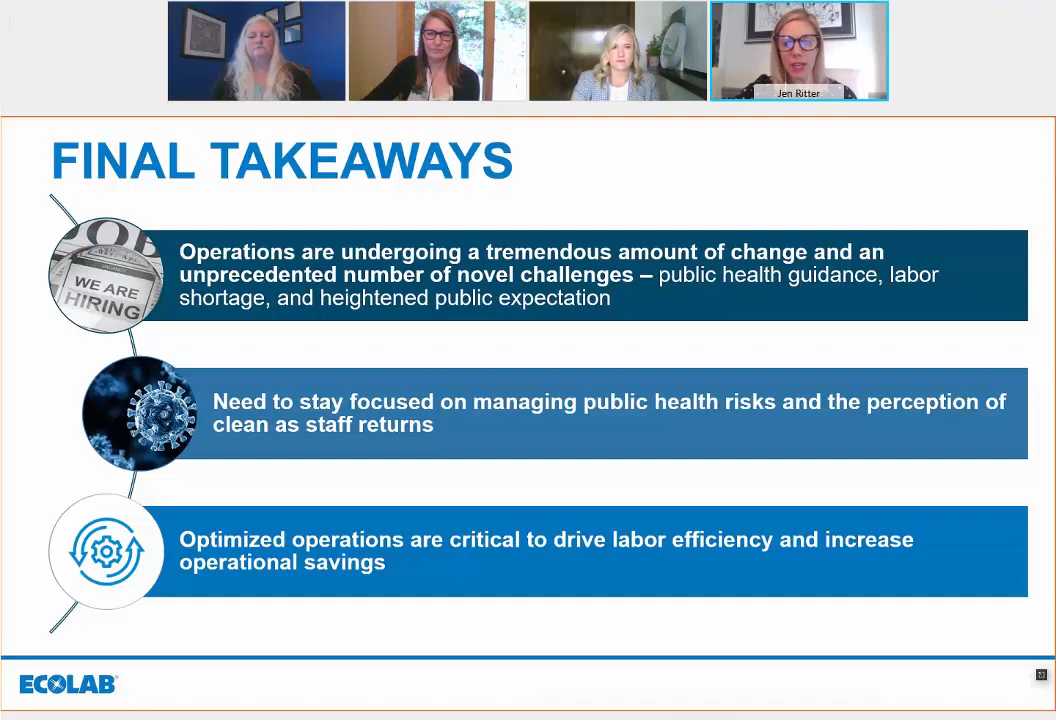 Jen Ritter
FINAL TAKEAWAYS
JOB
WE ARE
HIRING
Operations are undergoing a tremendous amount of change and an
unprecedented number of novel challenges – public health guidance, labor
shortage, and heightened public expectation
Need to stay focused on managing public health risks and the perception of
clean as staff returns
Optimized operations are critical to drive labor efficiency and increase
operational savings
ECOLAB